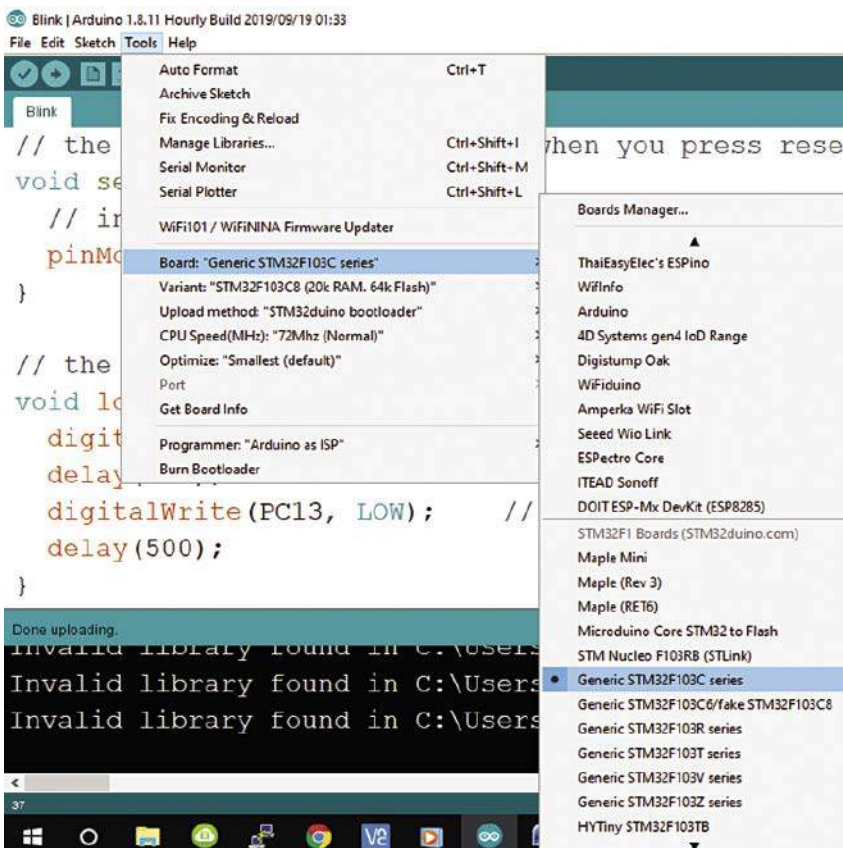 Blink | Arduino 1.8.11 Hourly Build 2019/09/19 01:33
File Edit Sketch Tools Help
Blink
// the
hen you press rese
void se
// in
pinMo
}
// the
void lo
digit
delay
digitalWrite(PC13, LOW); //
delay(500);
}
Auto Format Ctrl+T
Archive Sketch
Fix Encoding & Reload
Manage Libraries... Ctrl+Shift+I
Serial Monitor Ctrl+Shift+M
Serial Plotter Ctrl+Shift+L
WiFi101 / WiFiNINA Firmware Updater
Board: "Generic STM32F103C series"
Variant: "STM32F103C8 (20k RAM. 64k Flash)"
Upload method: "STM32duino bootloader"
CPU Speed(MHz): "72Mhz (Normal)"
Optimize: "Smallest (default)"
Port
Get Board Info
Programmer: "Arduino as ISP"
Burn Bootloader
Boards Manager...
ThaiEasyElec's ESPino
WifInfo
Arduino
4D Systems gen4 IoD Range
Digistump Oak
WiFiduino
Amperka WiFi Slot
Seeed Wio Link
ESPectro Core
ITEAD Sonoff
DOIT ESP-Mx DevKit (ESP8285)
STM32F1 Boards (STM32duino.com)
Maple Mini
Maple (Rev 3)
Maple (RET6)
Microduino Core STM32 to Flash
STM Nucleo F103RB (STLink)
Generic STM32F103C series
Generic STM32F103C6/fake STM32F103C8
Generic STM32F103R series
Generic STM32F103T series
Generic STM32F103V series
Generic STM32F103Z series
HYTiny STM32F103TB
Done uploading.
Invalid library found in C:\Users
Invalid library found in C:\Users
Invalid library found in C:\Users
37